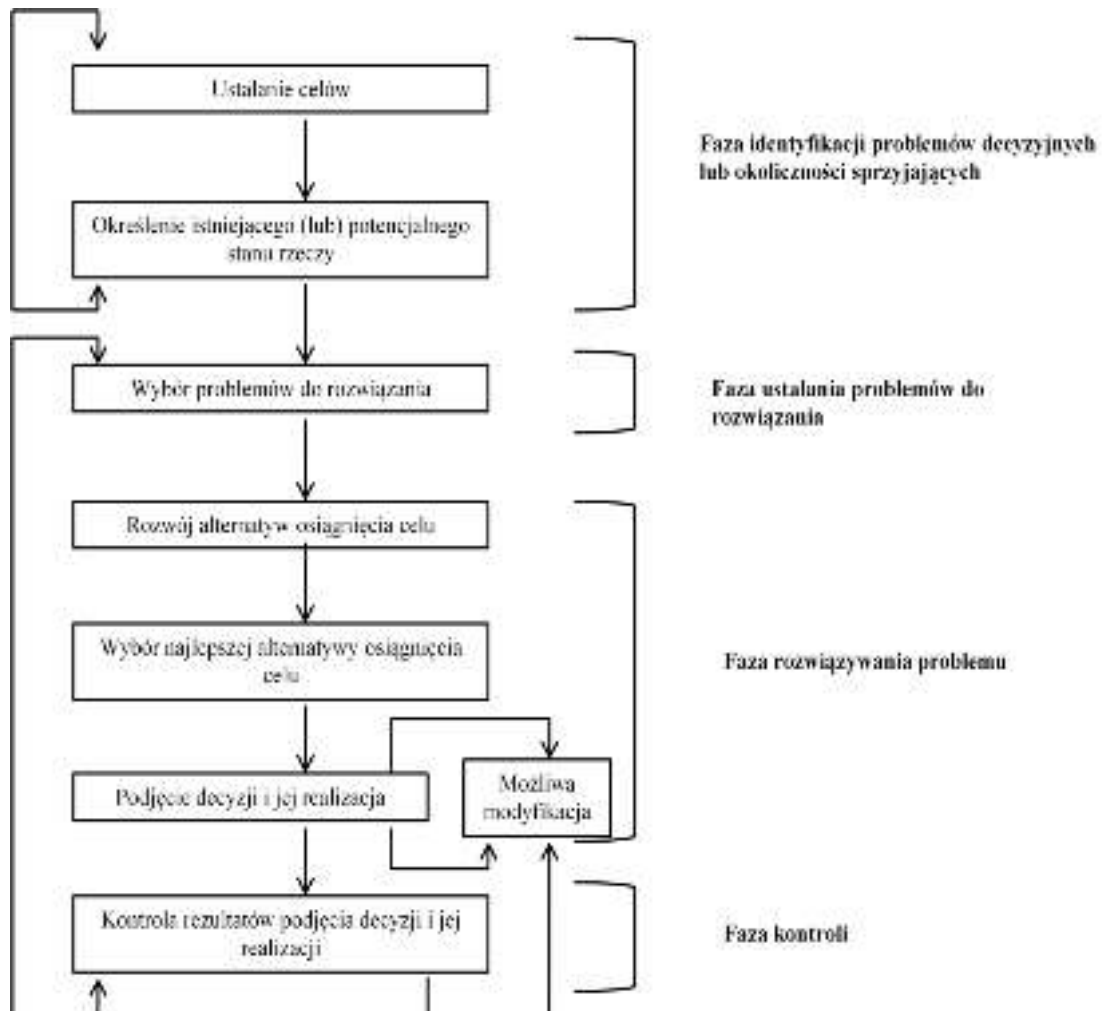 Ustalanie celów
Faza identyfikacji problemów decyzyjnych
lub okoliczności sprzyjających
Określenie istniejącego (lub) potencjalnego
stanu rzeczy
Wybór problemów do rozwiązania
Faza ustalania problemów do
rozwiązania
Rozwój alternatyw osiągnięcia celu
Wybór najlepszej alternatywy osiągnięcia
celu
Faza rozwiązywania problemu
Podjęcie decyzji i jej realizacja
Możliwa
modyfikacja
Kontrola rezultatów podjęcia decyzji i jej
realizacji
Faza kontroli